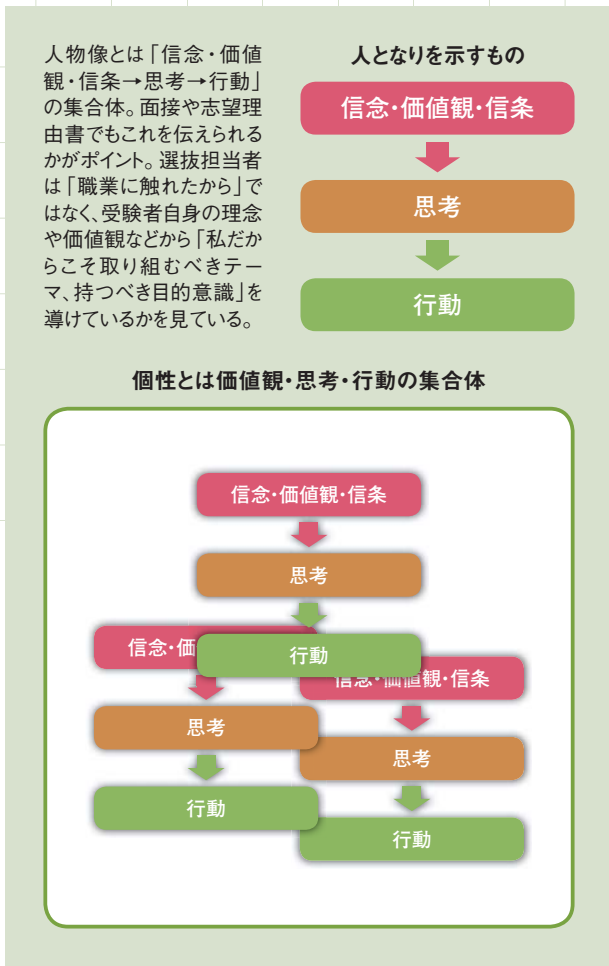 人物像とは「信念・価値
観・信条→思考→行動」
の集合体。面接や志望理
由書でもこれを伝えられる
かがポイント。選抜担当者
は「職業に触れたから」で
はなく、受験者自身の理念
や価値観などから「私だか
らこそ取り組むべきテー
マ、持つべき目的意識」を
導けているかを見ている。
人となりを示すもの
信念・価値観・信条
思考
行動
個性とは価値観・思考・行動の集合体
信念・価値観・信条
思考
行動
信念・価
思考
行動
信念・価値観・信条
思考
行動